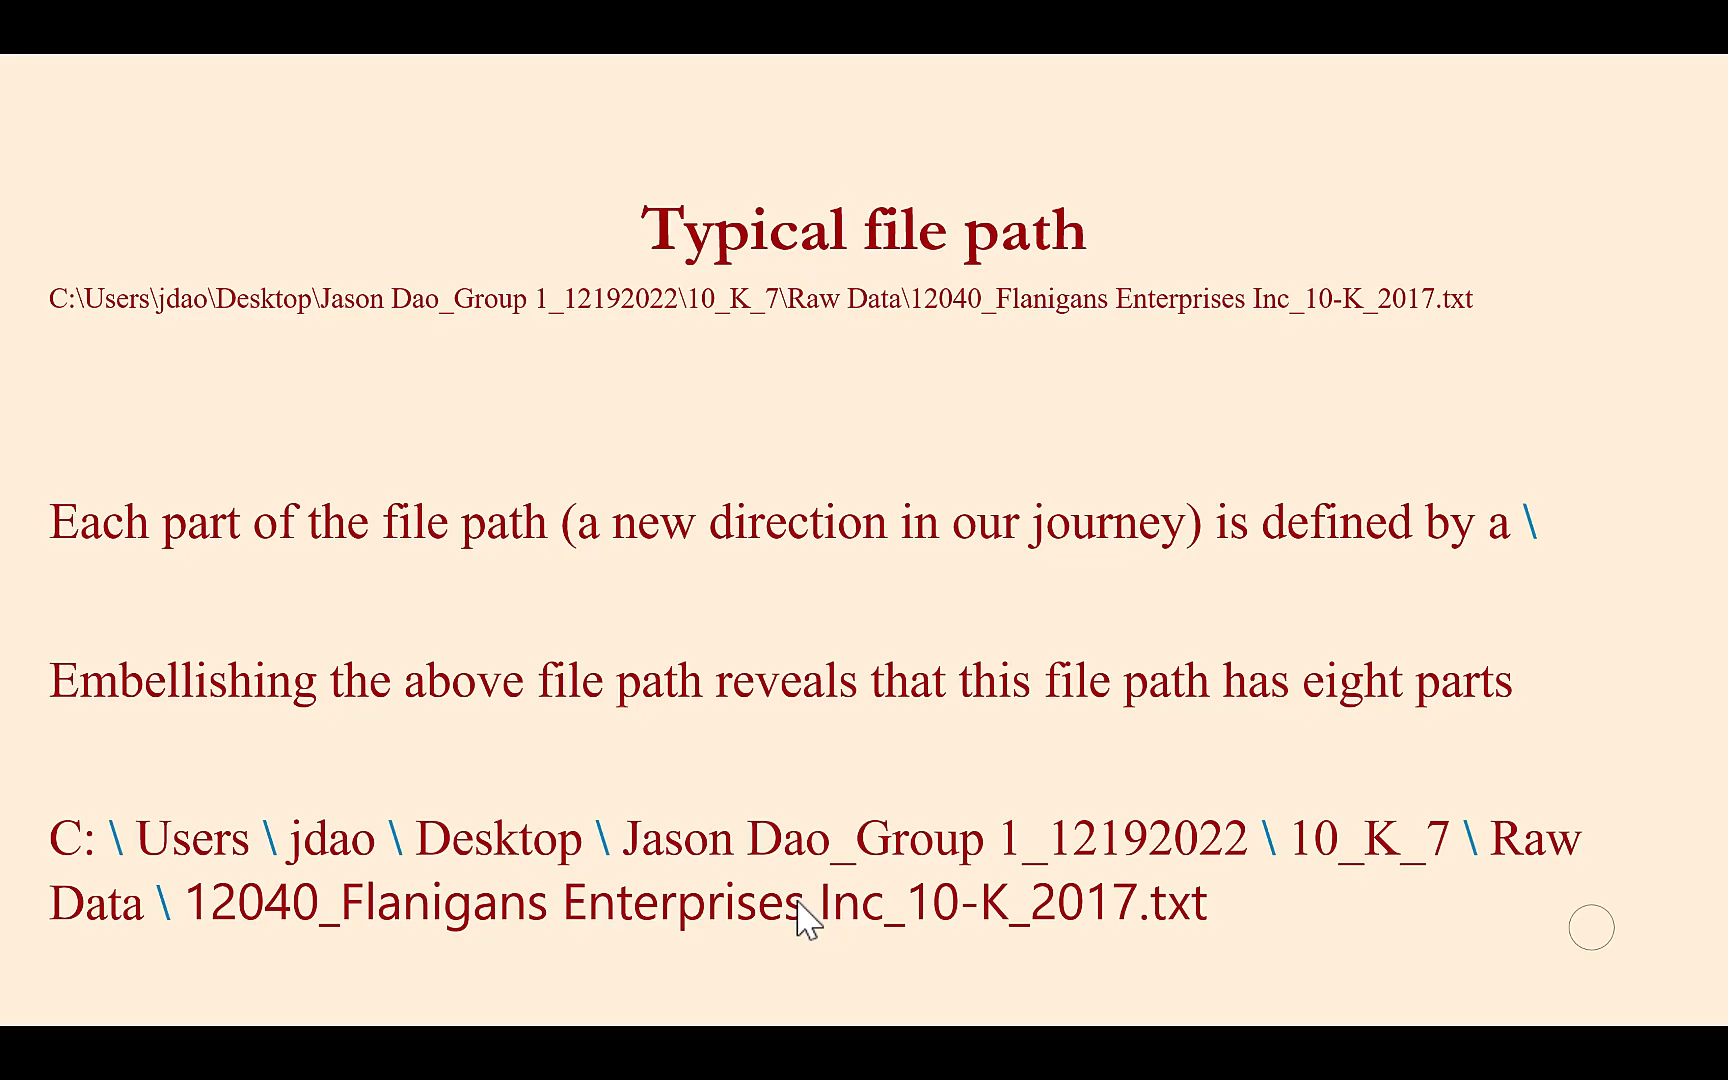 Typical file path
C:\Users\jdao\Desktop\Jason Dao_Group 1_12192022\10_K_7\Raw Data\12040_Flanigans Enterprises Inc_10-K_2017.txt
Each part of the file path (a new direction in our journey) is defined by a \
Embellishing the above file path reveals that this file path has eight parts
C: \ Users \ jdao \ Desktop \ Jason Dao_Group 1_12192022 \ 10_K_7 \ Raw
Data \ 12040_Flanigans Enterprises Inc_10-K_2017.txt